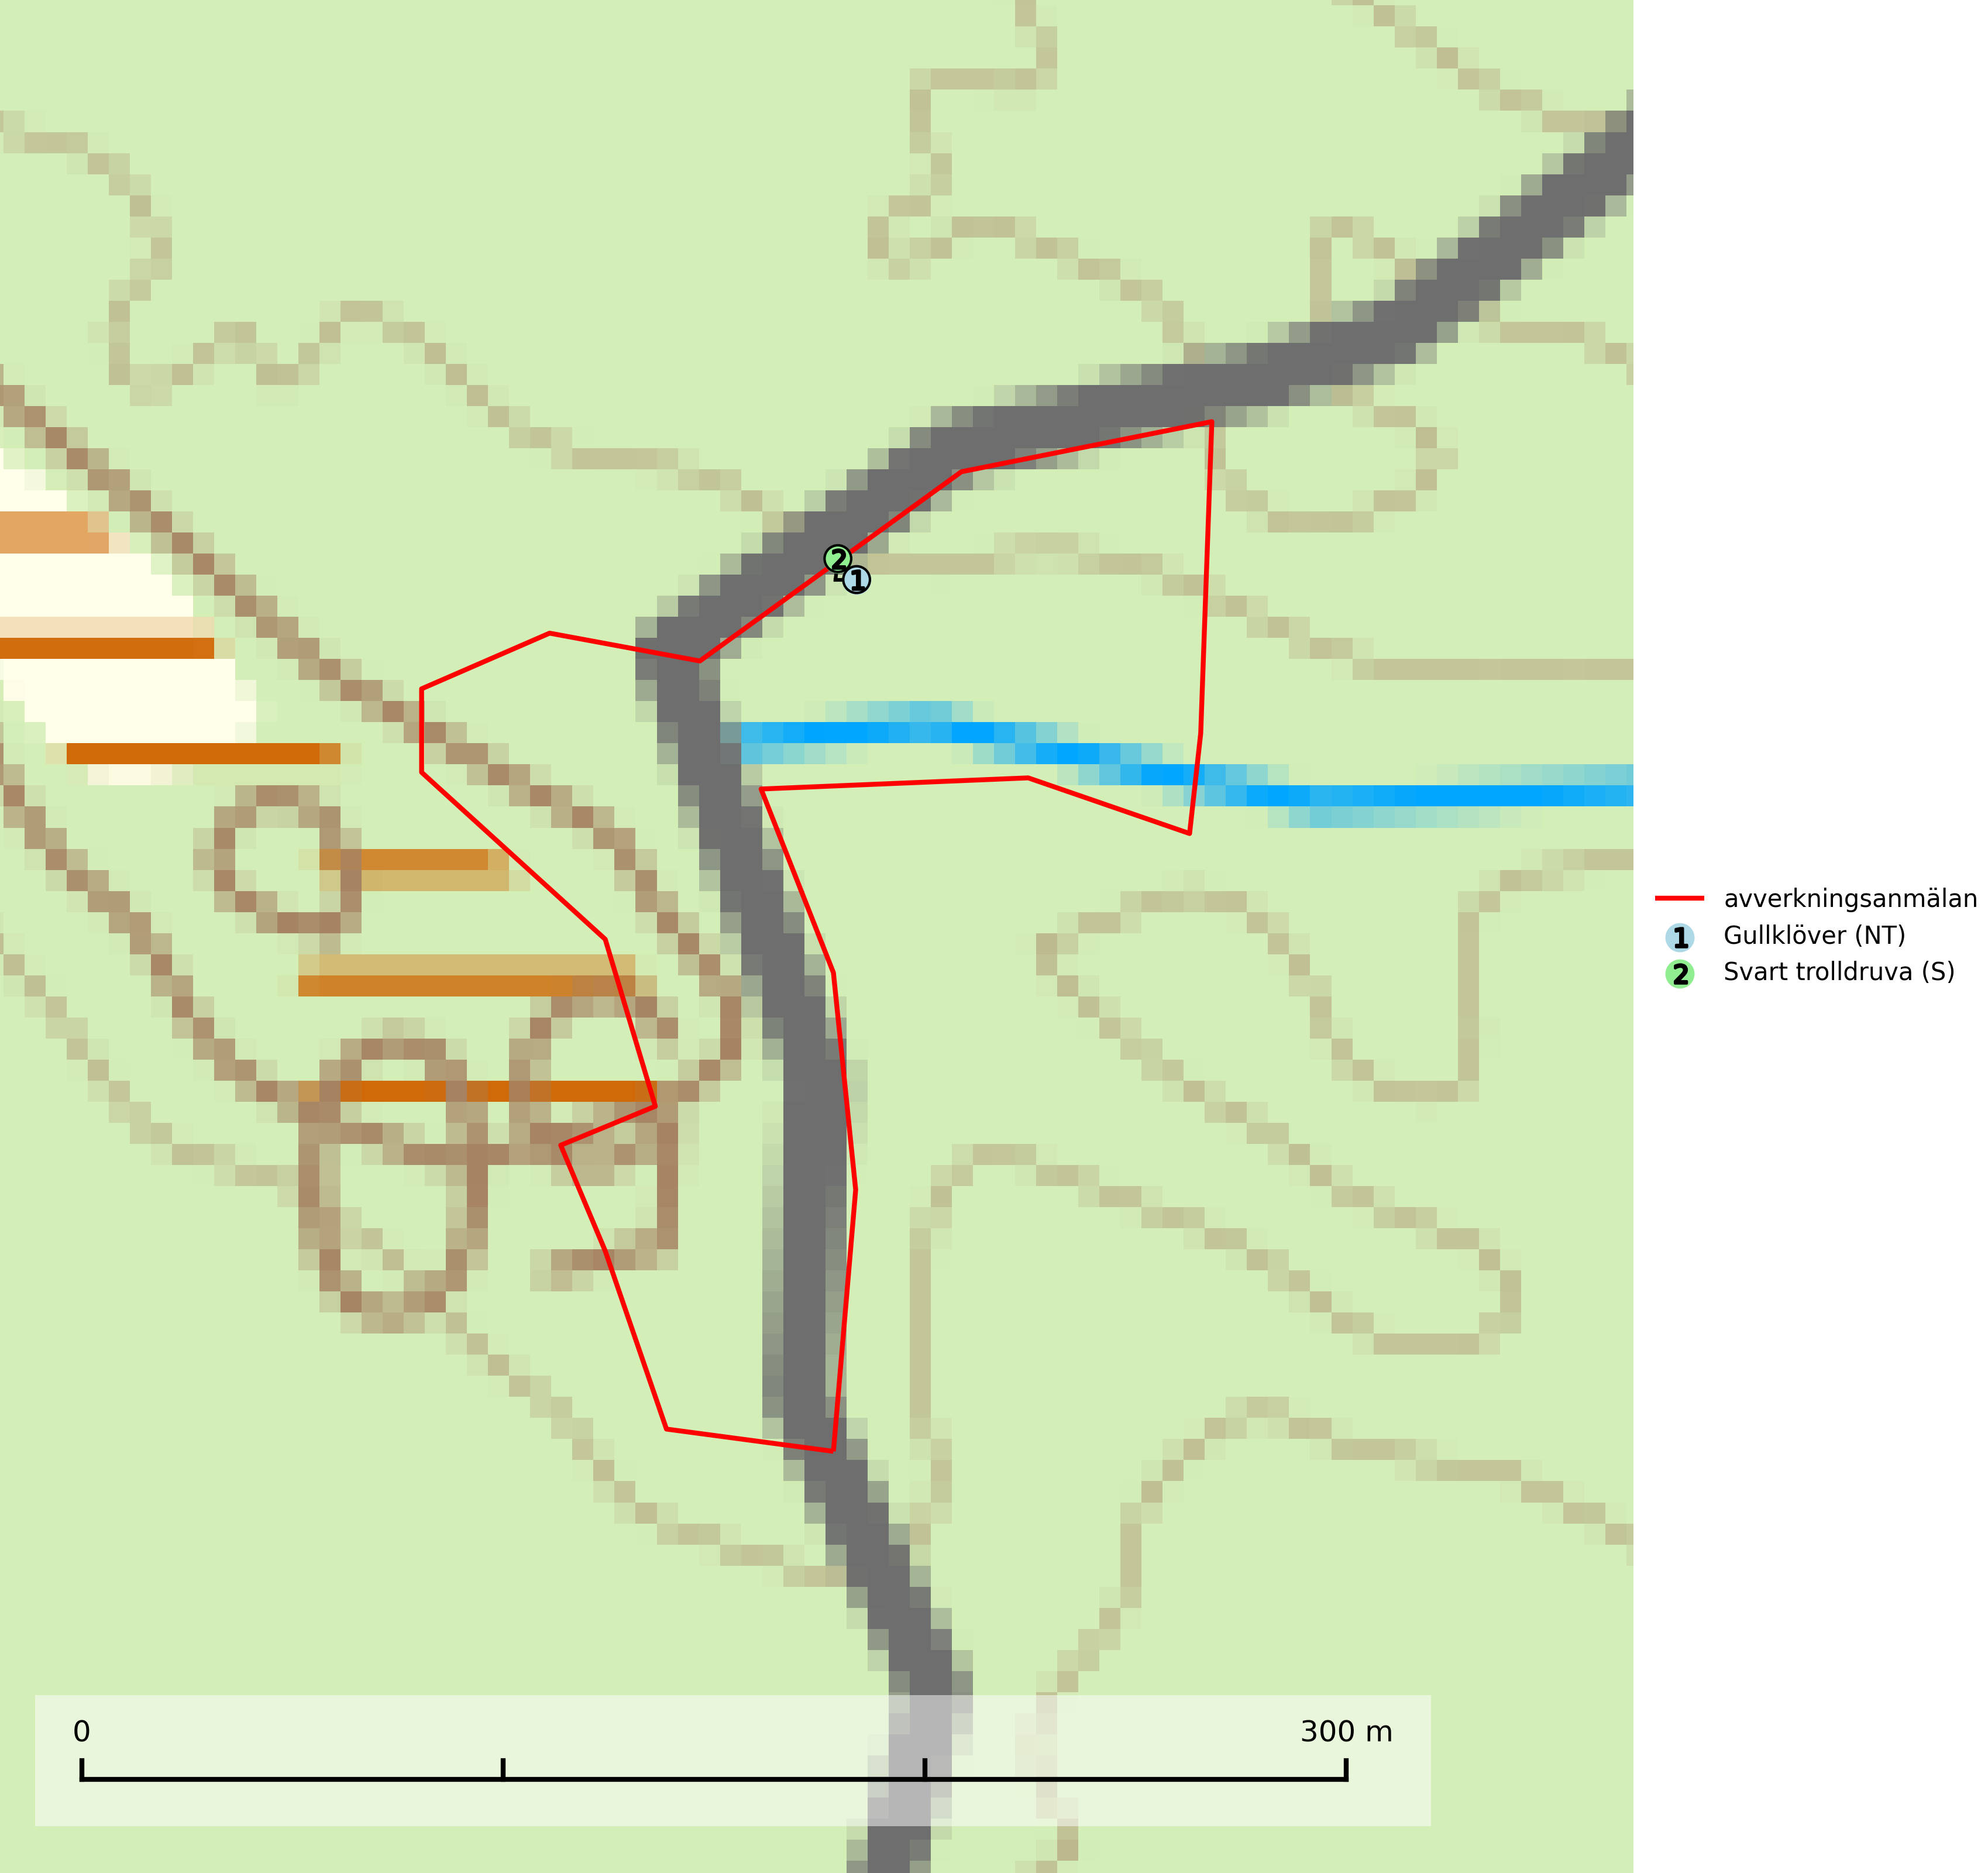 2
1
avverkningsanmälan
1 Gullklöver (NT)
2 Svart trolldruva (S)
0 300 m